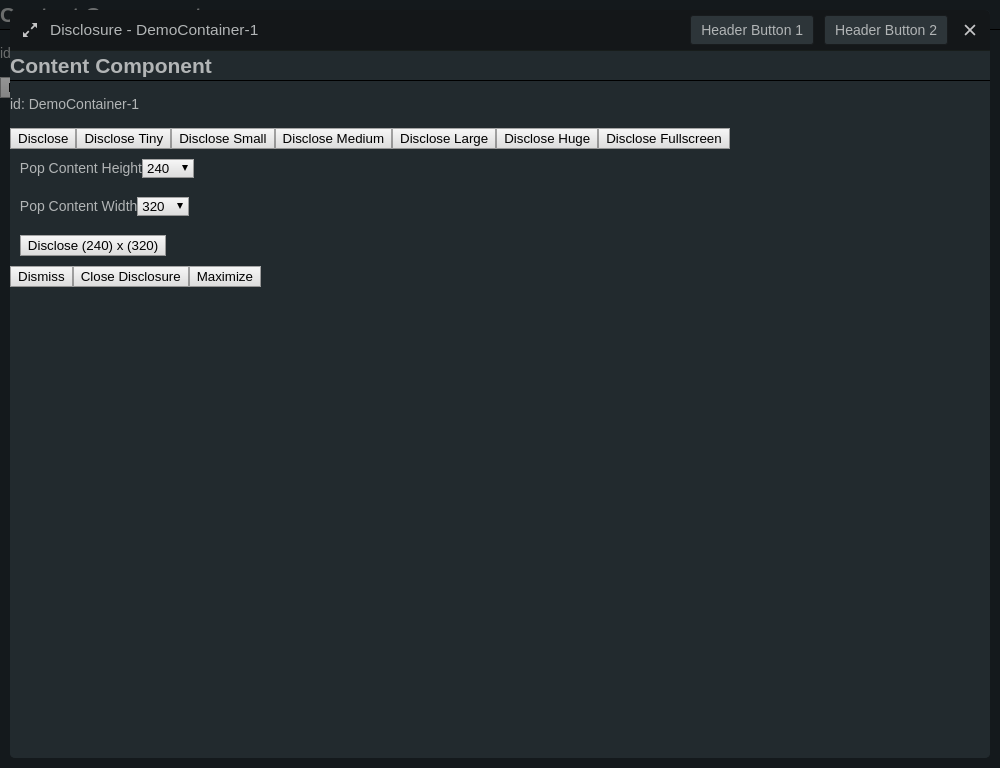 Disclosure - DemoContainer-1 Header Button 1 Header Button 2
Content Component
id: DemoContainer-1
Disclose Disclose Tiny Disclose Small Disclose Medium Disclose Large Disclose Huge Disclose Fullscreen
Pop Content Height 240
Pop Content Width 320
Disclose (240) x (320)
Dismiss Close Disclosure Maximize
id